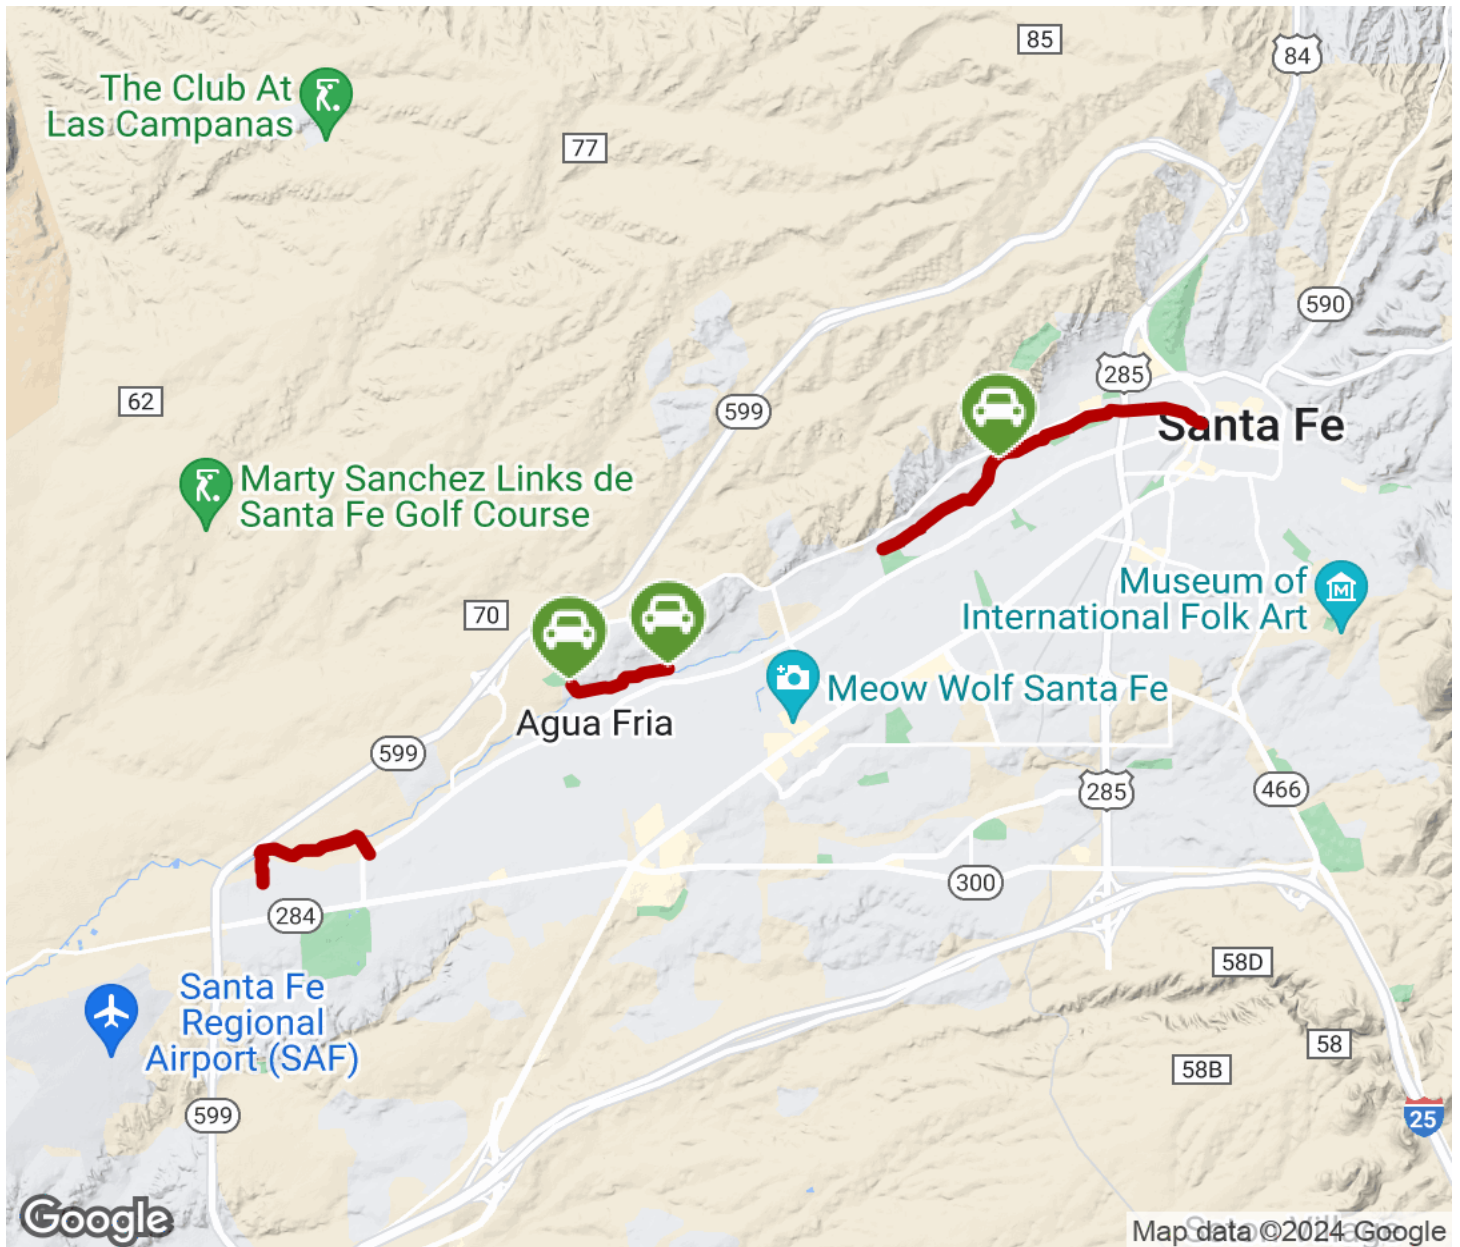 85
84
The Club At
Las Campanas
77
590
285
62
599
Santa Fe
Marty Sanchez Links de
Santa Fe Golf Course
Museum of
International Folk Art
70
Meow Wolf Santa Fe
Agua Fria
599
285
466
300
284
58D
Santa Fe
Regional
Airport (SAF)
58
58B
599
25
Google
Map data ©2024 Google